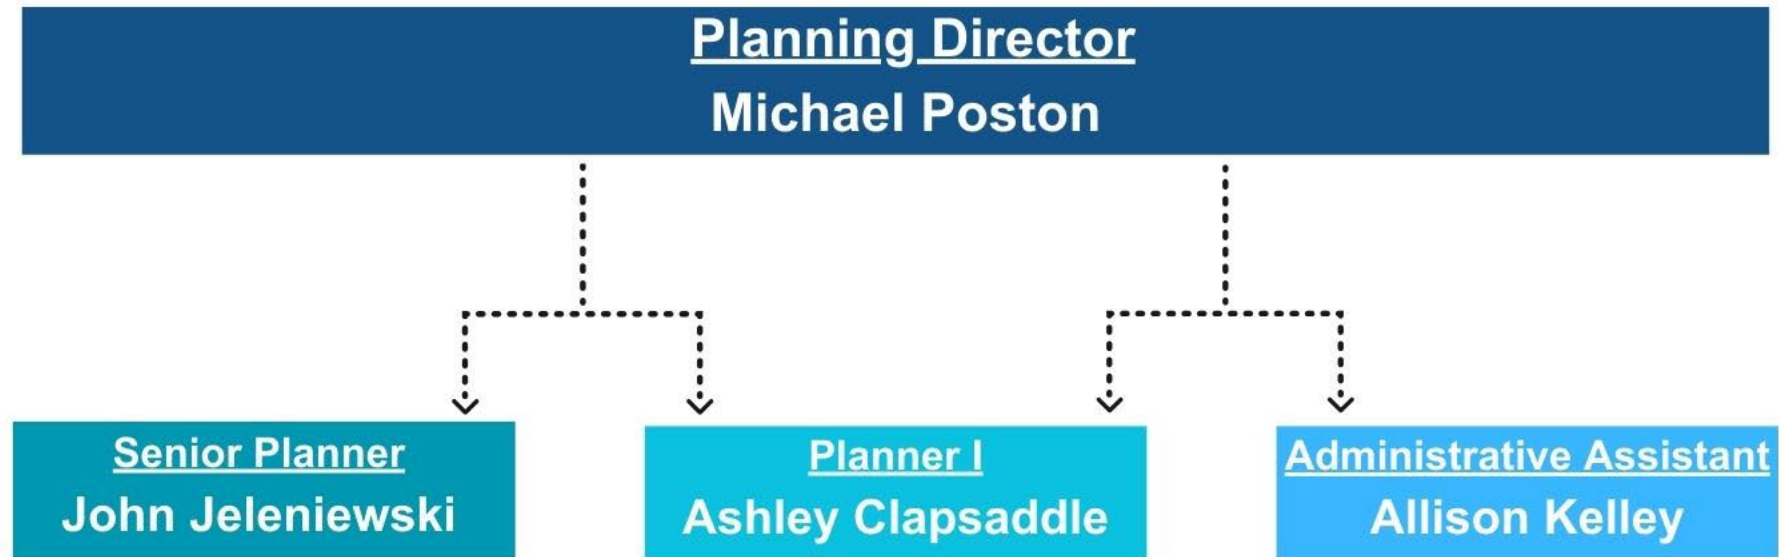 Planning Director
Michael Poston
Senior Planner
John Jeleniewski
Planner I
Ashley Clapsaddle
Administrative Assistant
Allison Kelley